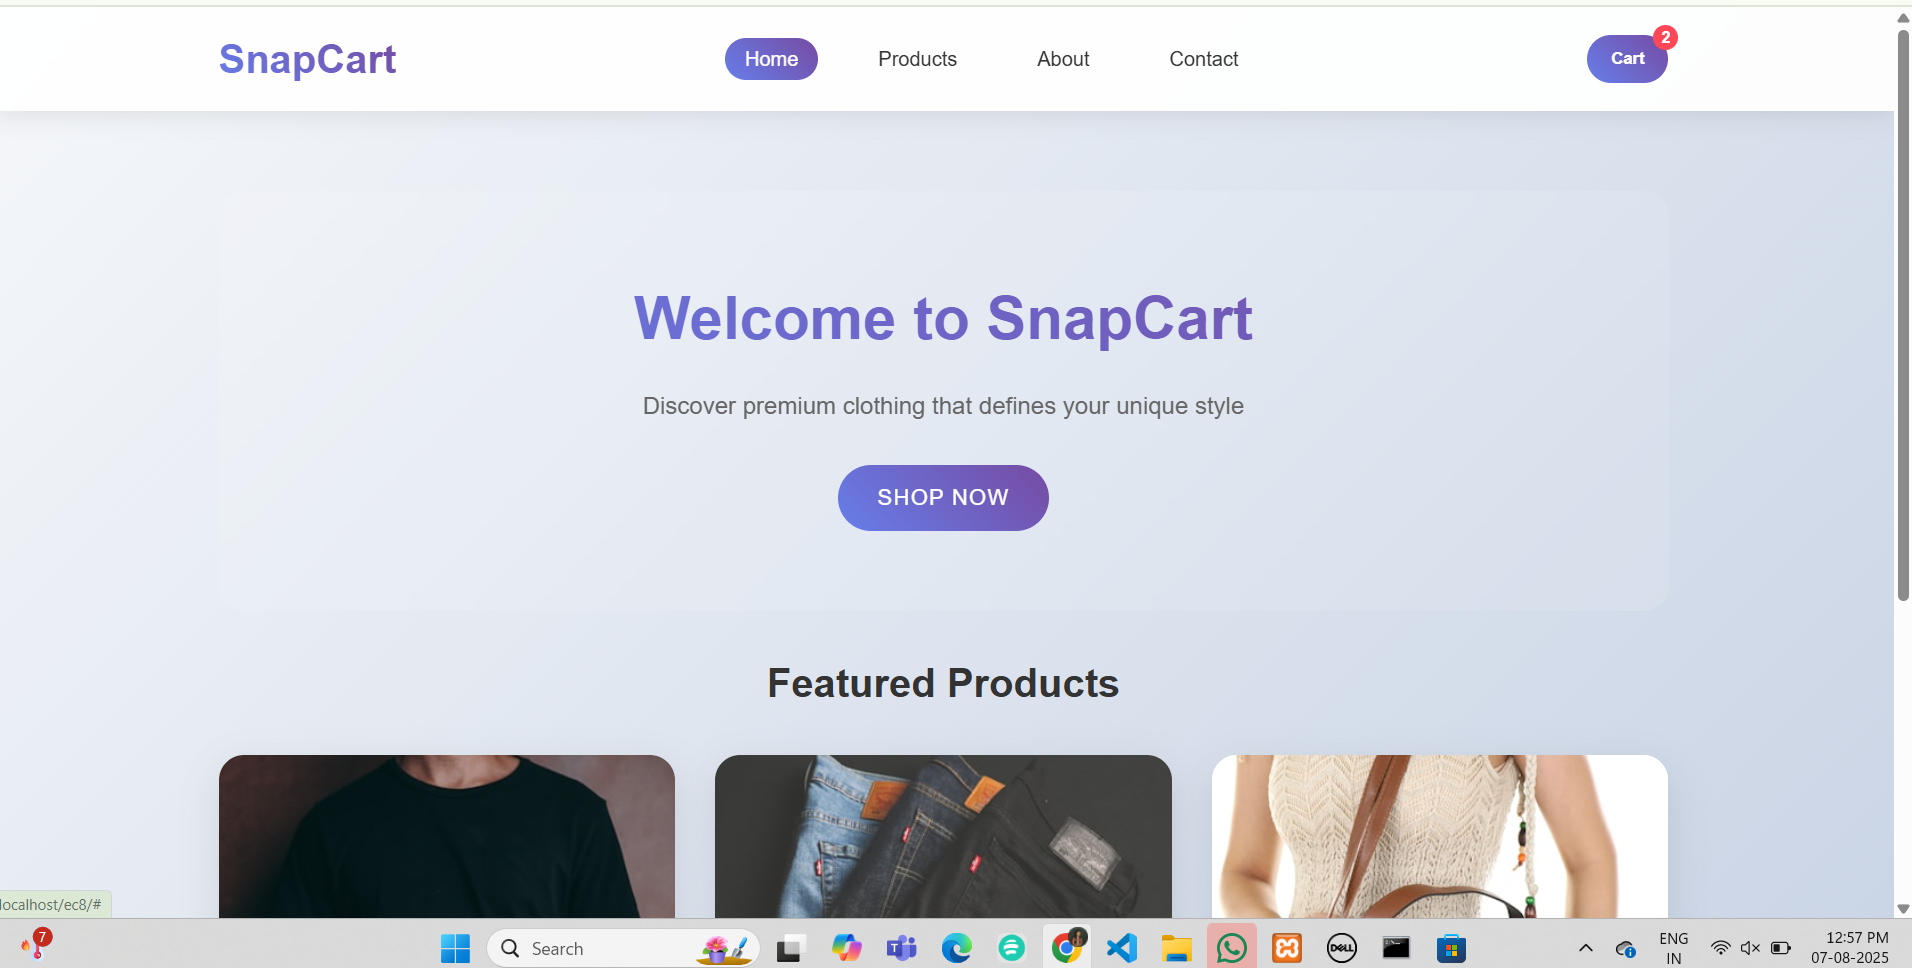 SnapCart
Home
Products
About
Contact
Cart
2
Welcome to SnapCart
Discover premium clothing that defines your unique style
SHOP NOW
Featured Products
localhost/ec8/#
7
Search
T
DELL
ENG
IN
12:57 PM
07-08-2025